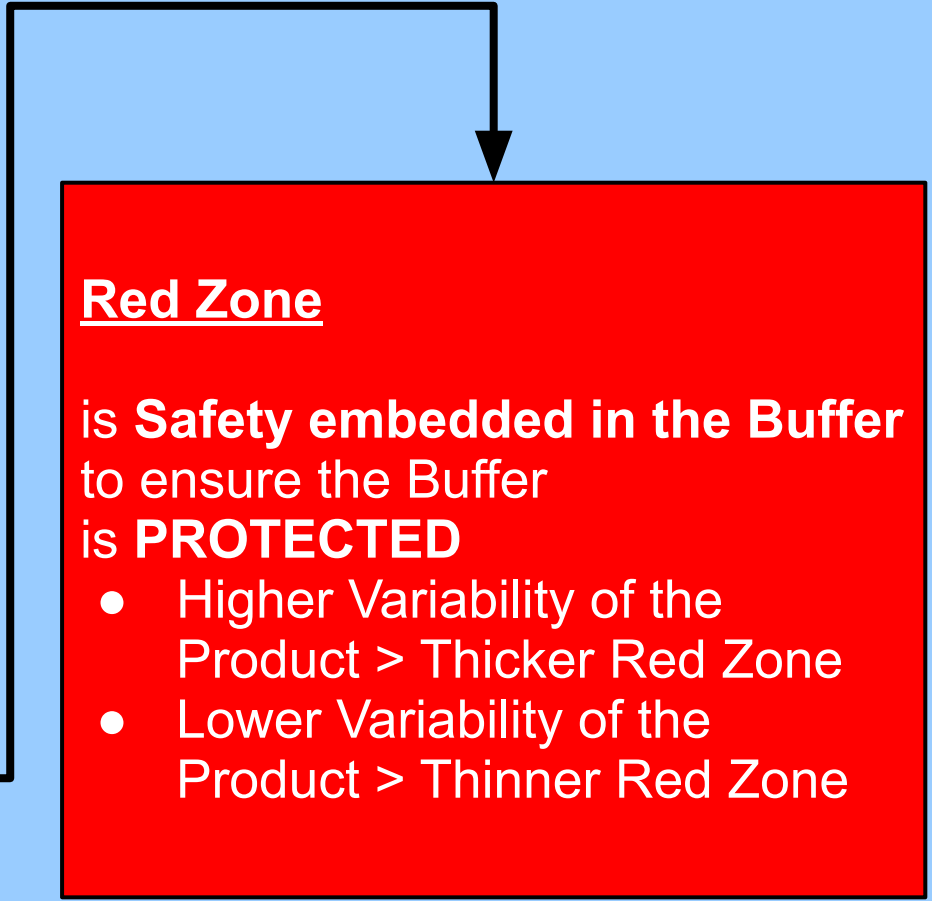 Red Zone
is Safety embedded in the Buffer
to ensure the Buffer
is PROTECTED
● Higher Variability of the
Product > Thicker Red Zone
● Lower Variability of the
Product > Thinner Red Zone